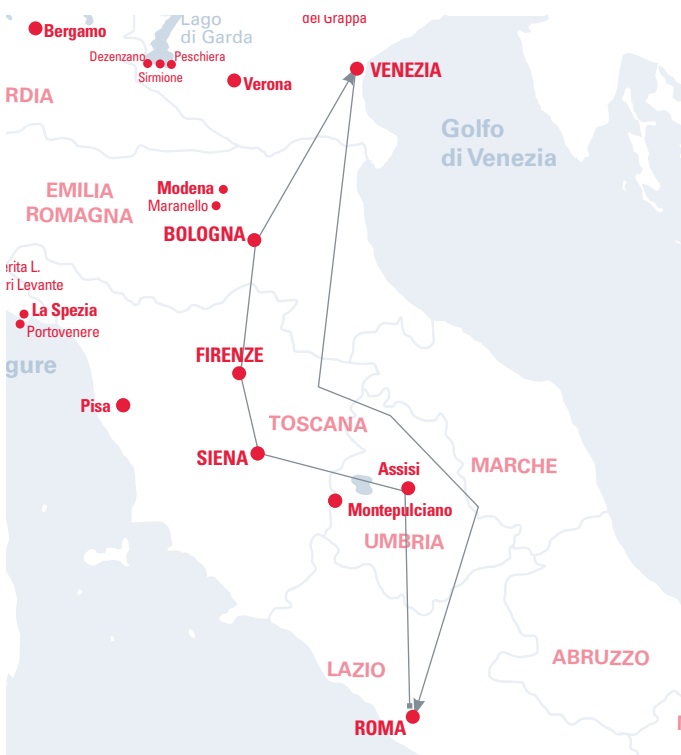 Lago
di Garda
del Grappa
Bergamo
Dezenzano
Peschiera
Sirmione
Verona
VENEZIA
RDIA
Golfo
di Venezia
EMILIA
ROMAGNA
Modena
Maranello
BOLOGNA
erita L.
ri Levante
La Spezia
Portovenere
gure
FIRENZE
Pisa
TOSCANA
SIENA
Assisi
MARCHE
Montepulciano
UMBRIA
LAZIO
ABRUZZO
ROMA